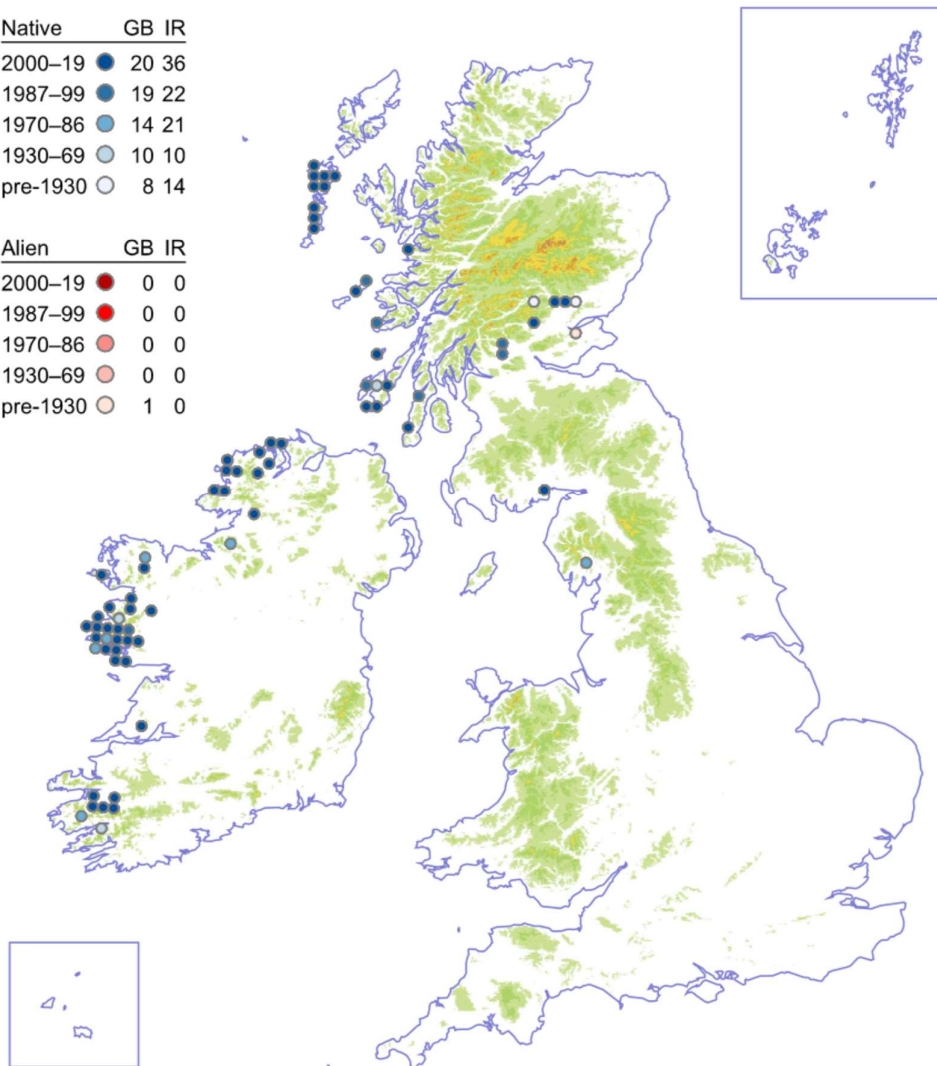 Native GB IR
2000–19 20 36
1987–99 19 22
1970–86 14 21
1930–69 10 10
pre-1930 8 14
Alien GB IR
2000–19 0 0
1987–99 0 0
1970–86 0 0
1930–69 0 0
pre-1930 1 0